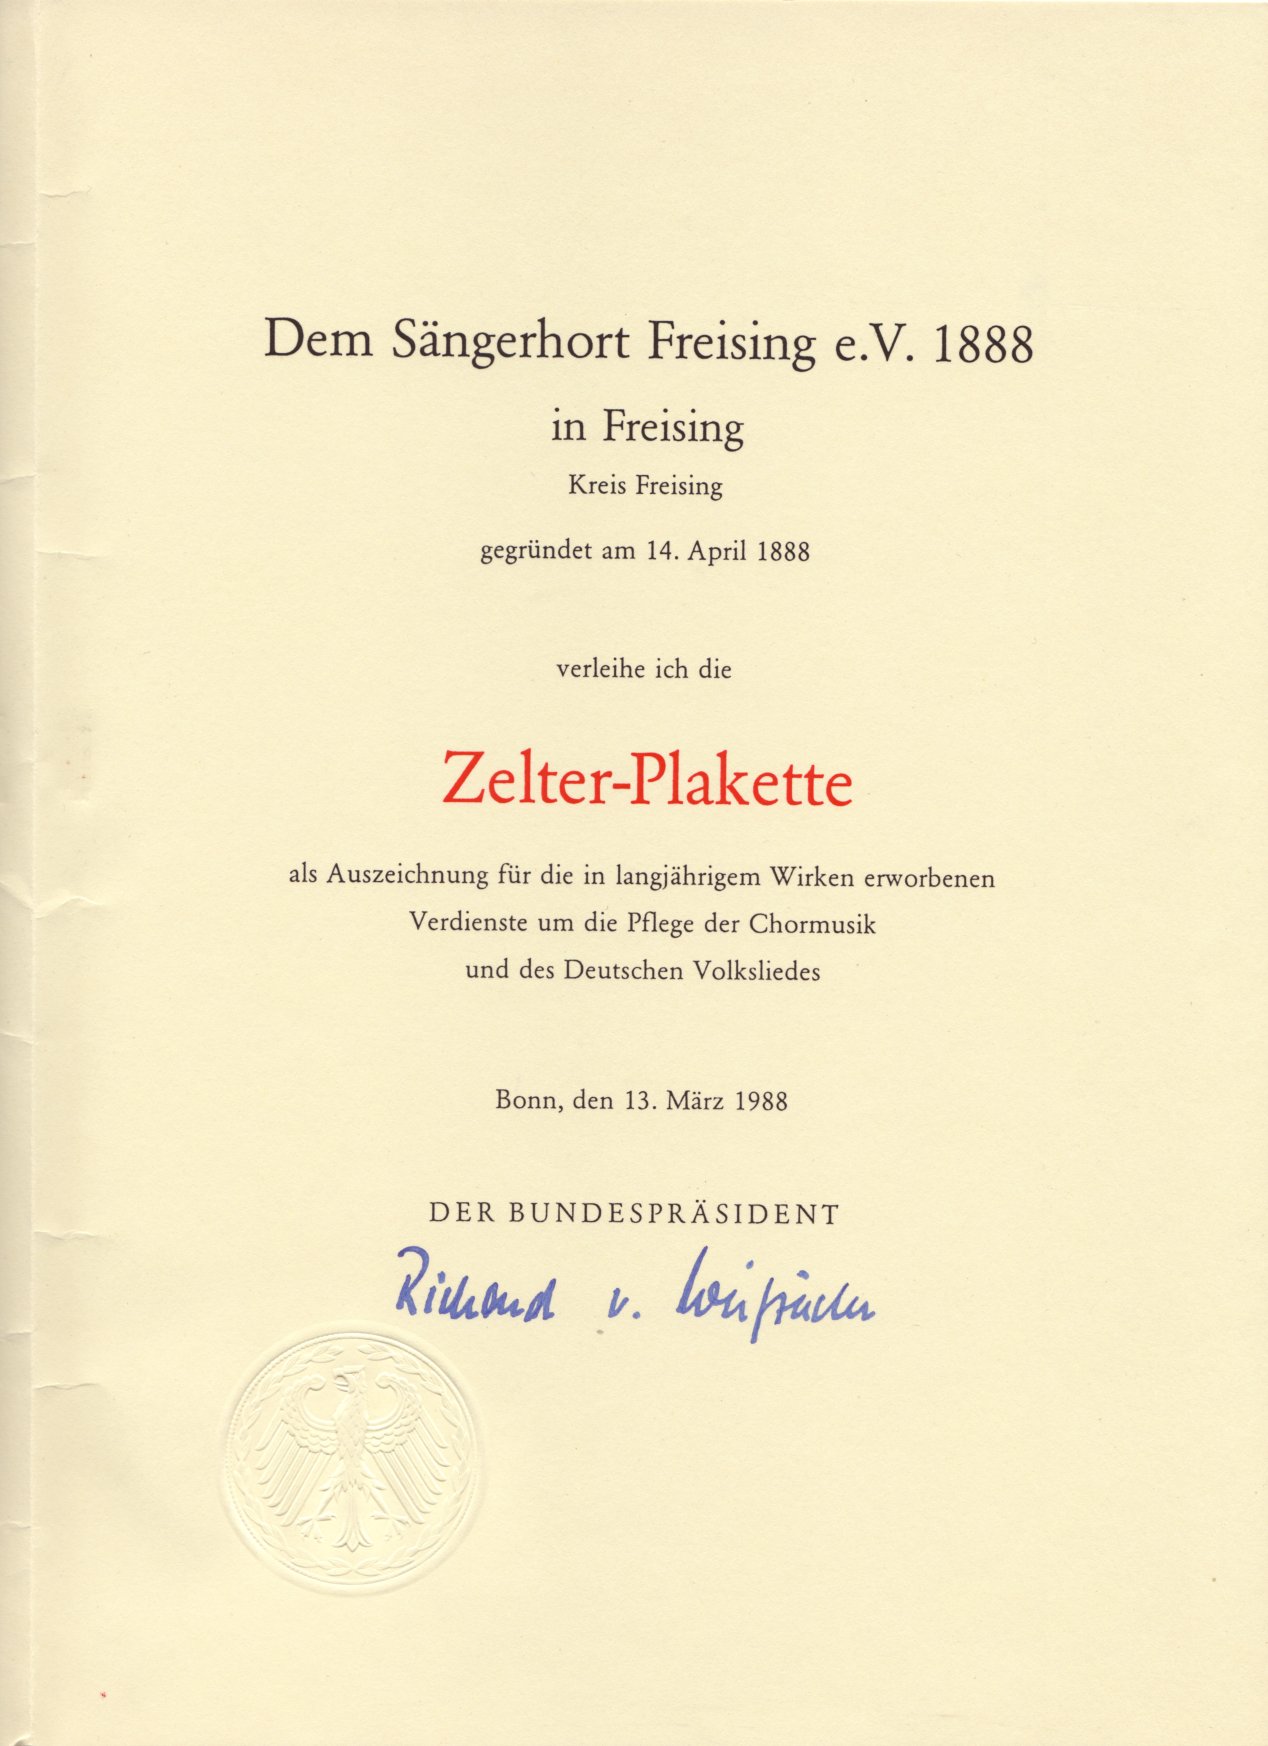 Dem Sängerhort Freising e.V. 1888
in Freising
Kreis Freising
gegründet am 14. April 1888
verleihe ich die
Zelter-Plakette
als Auszeichnung für die in langjährigem Wirken erworbenen
Verdienste um die Pflege der Chormusik
und des Deutschen Volksliedes
Bonn, den 13. März 1988
DER BUNDESPRÄSIDENT
Richard v. Weizsäcker